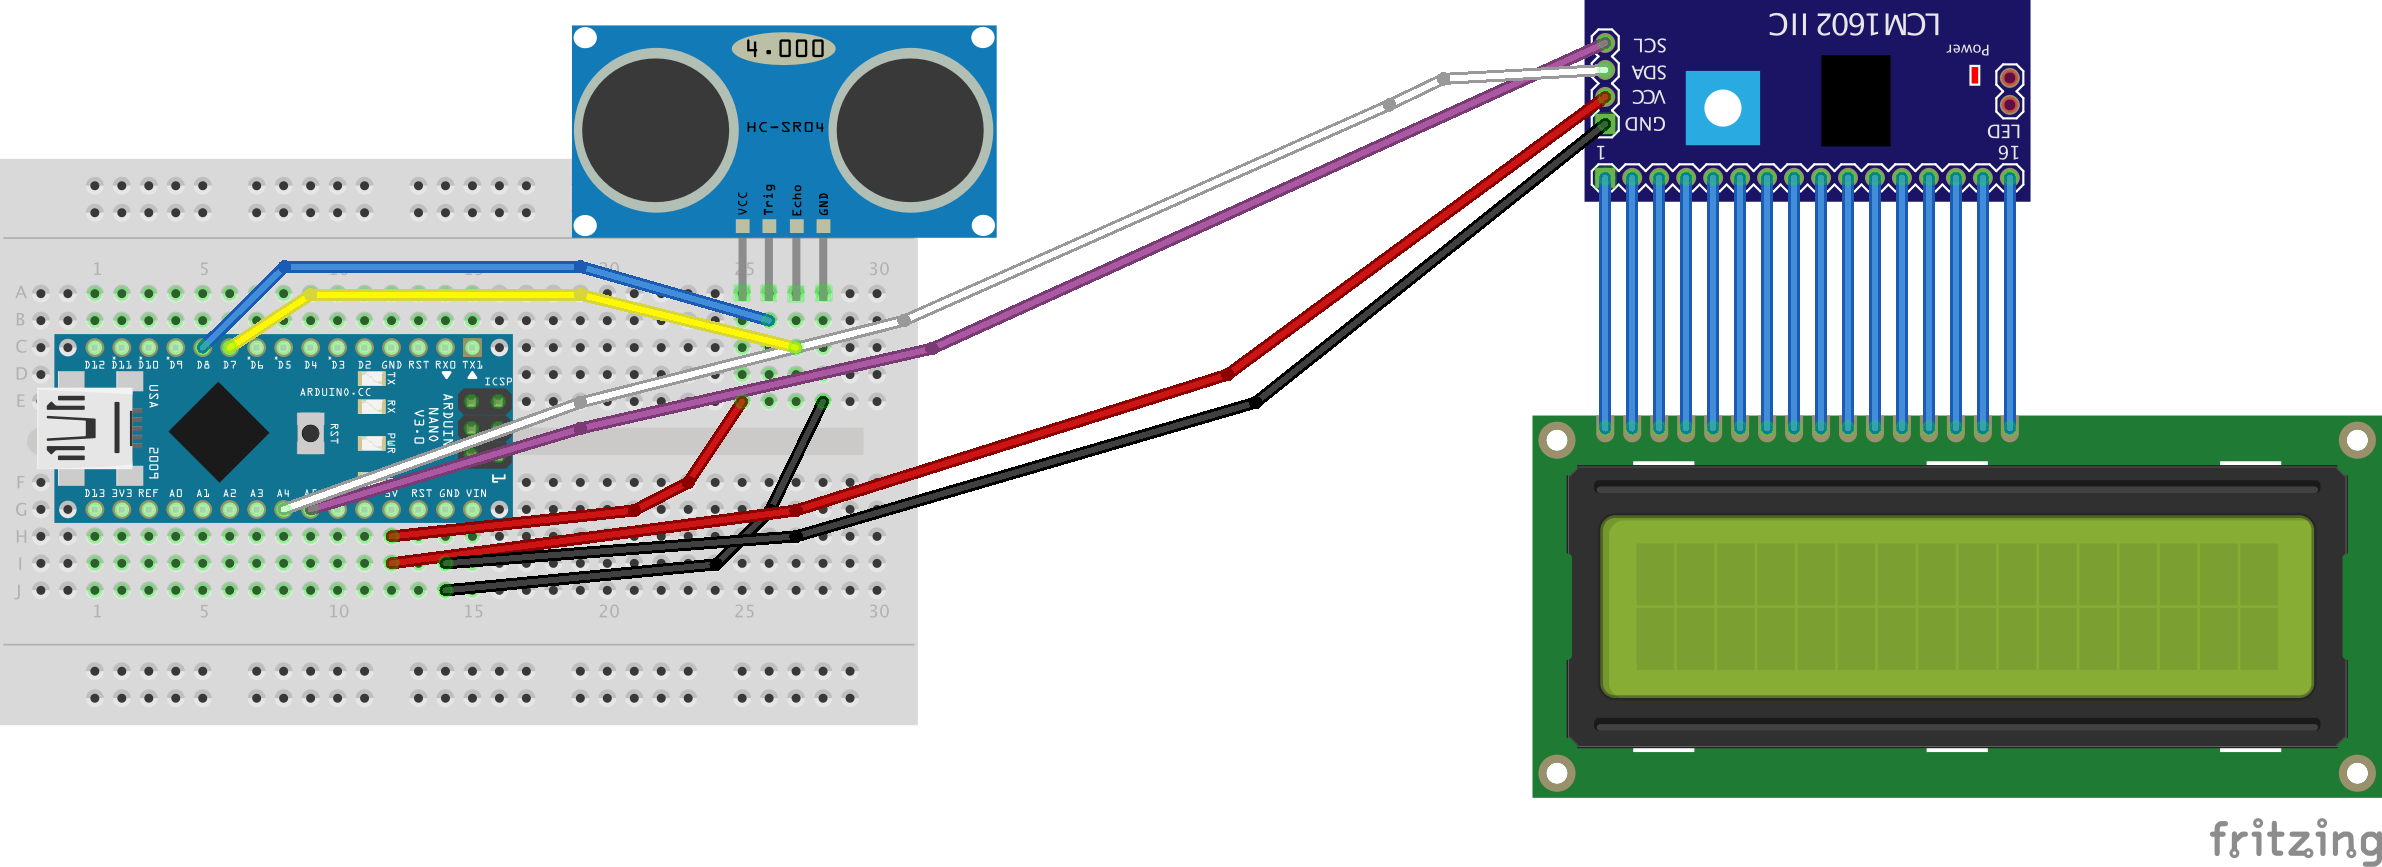 LCM1602 IIC
SCL
SDA
VCC
GND
Power
LED
1
16
4.000
HC-SR04
VCC
Trig
Echo
GND
1 5 15 20 25 30
A
B
C
D
E
F
G
H
I
J
D12 D11 D10 D9 D8 D7 D6 D5 D4 D3 D2 GND RST RX0 TX1
ICSP
ARDUINO.CC
TX
RX
PWR
RST
USA
2009
ARDUINO
NANO
V3.0
1
D13 3V3 REF A0 A1 A2 A3 A4 A5 5V RST GND VIN
1 5 10 15 20 25 30
fritzing